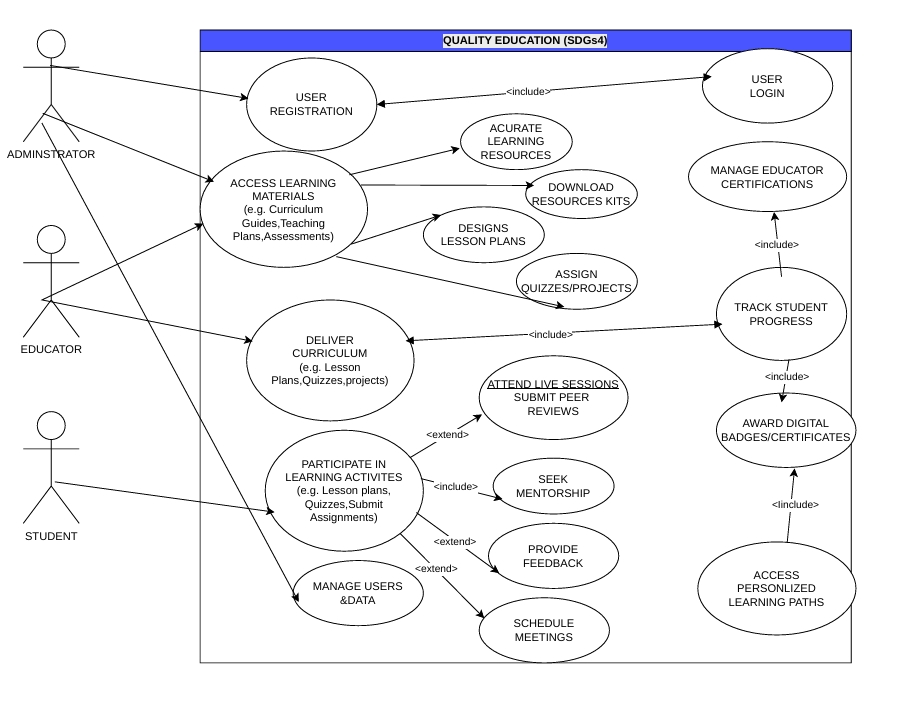 QUALITY EDUCATION (SDGs4)
ADMINSTRATOR
EDUCATOR
STUDENT
USER
REGISTRATION
<include>
USER
LOGIN
ACCESS LEARNING
MATERIALS
(e.g. Curriculum
Guides,Teaching
Plans,Assessments)
ACURATE
LEARNING
RESOURCES
DOWNLOAD
RESOURCES KITS
DESIGNS
LESSON PLANS
ASSIGN
QUIZZES/PROJECTS
MANAGE EDUCATOR
CERTIFICATIONS
<include>
TRACK STUDENT
PROGRESS
DELIVER
CURRICULUM
(e.g. Lesson
Plans,Quizzes,projects)
<include>
<include>
AWARD DIGITAL
BADGES/CERTIFICATES
<Iinclude>
ACCESS
PERSONLIZED
LEARNING PATHS
PARTICIPATE IN
LEARNING ACTIVITES
(e.g. Lesson plans,
Quizzes,Submit
Assignments)
<extend>
ATTEND LIVE SESSIONS
SUBMIT PEER
REVIEWS
<include>
SEEK
MENTORSHIP
<extend>
PROVIDE
FEEDBACK
<extend>
SCHEDULE
MEETINGS
MANAGE USERS
&DATA